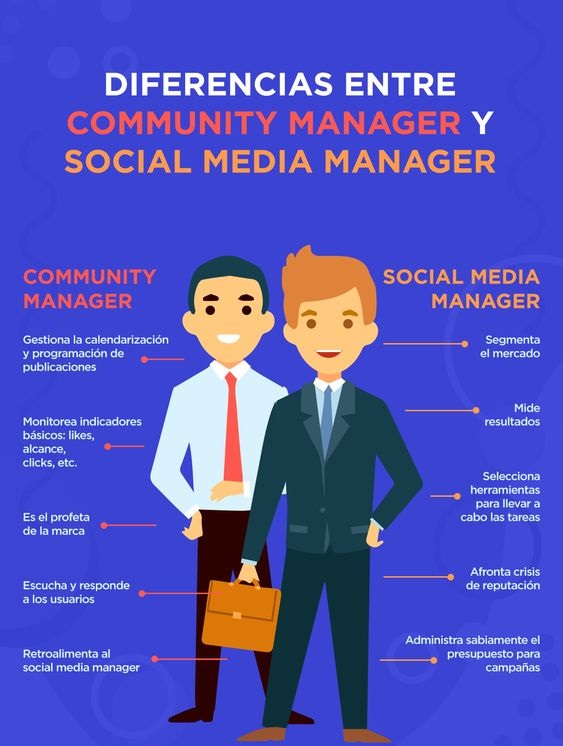 DIFERENCIAS ENTRE
COMMUNITY MANAGER Y
SOCIAL MEDIA MANAGER
COMMUNITY
MANAGER
Gestiona la calendarización
y programación de
publicaciones
Monitorea indicadores
básicos: likes,
alcance,
clicks, etc.
Es el profeta
de la marca
Escucha y responde
a los usuarios
Retroalimenta al
social media manager
SOCIAL MEDIA
MANAGER
Segmenta
el mercado
Mide
resultados
Selecciona
herramientas
para llevar a
cabo las tareas
Afronta crisis
de reputación
Administra sabiamente el
presupuesto para
campañas